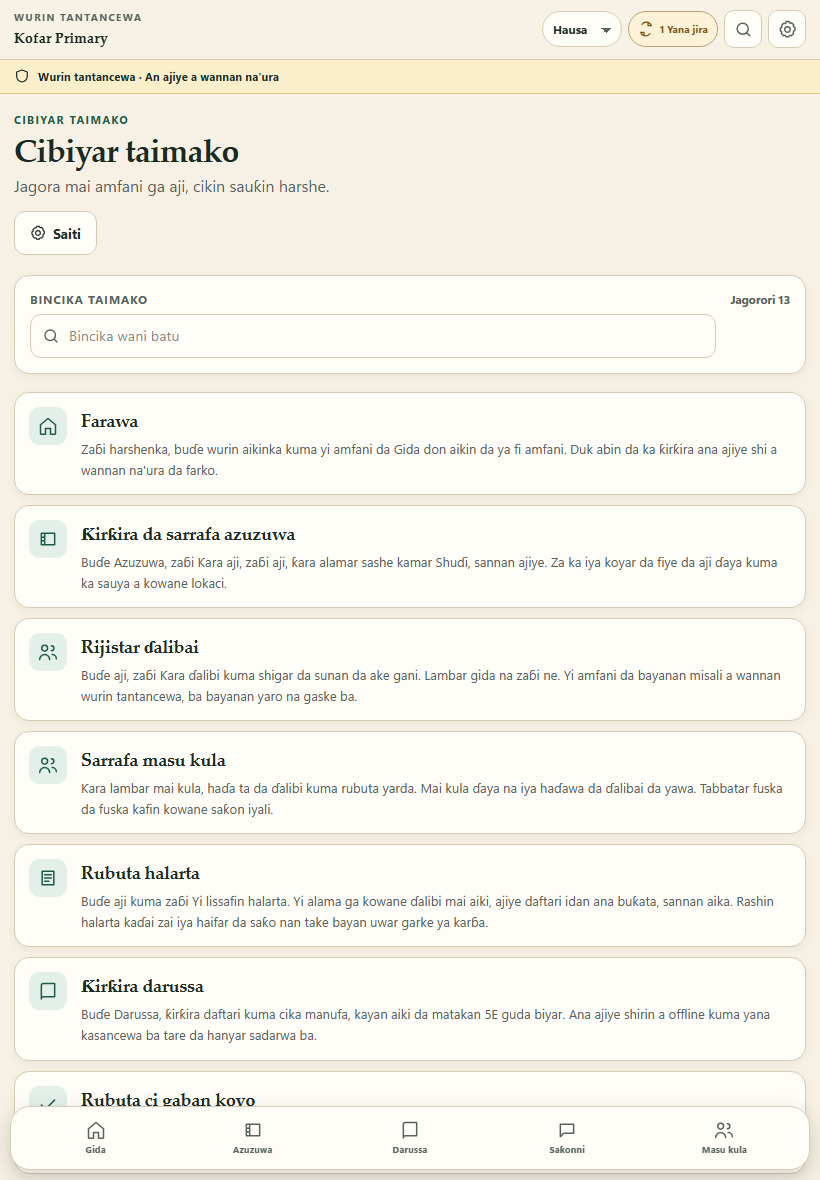 WURIN TANTANCEWA
Kofar Primary
Hausa
1 Yana jira
Wurin tantancewa · An ajiye a wannan na'ura
CIBIYAR TAIMAKO
Cibiyar taimako
Jagora mai amfani ga aji, cikin sauƙin harshe.
Saiti
BINCIKA TAIMAKO
Jagorori 13
Bincika wani batu
Farawa
Zaɓi harshenka, buɗe wurin aikinka kuma yi amfani da Gida don aikin da ya fi amfani. Duk abin da ka ƙirƙira ana ajiye shi a
wannan na'ura da farko.
Ƙirƙira da sarrafa azuzuwa
Buɗe Azuzuwa, zaɓi Kara aji, zaɓi aji, ƙara alamar sashe kamar Shuɗi, sannan ajiye. Za ka iya koyar da fiye da aji ɗaya kuma
ka sauya a kowane lokaci.
Rijistar ɗalibai
Buɗe aji, zaɓi Kara ɗalibi kuma shigar da sunan da ake gani. Lambar gida na zaɓi ne. Yi amfani da bayanan misali a wannan
wurin tantancewa, ba bayanan yaro na gaske ba.
Sarrafa masu kula
Kara lambar mai kula, haɗa ta da ɗalibi kuma rubuta yarda. Mai kula ɗaya na iya haɗawa da ɗalibai da yawa. Tabbatar fuska
da fuska kafin kowane saƙon iyali.
Rubuta halarta
Buɗe aji kuma zaɓi Yi lissafin halarta. Yi alama ga kowane ɗalibi mai aiki, ajiye daftari idan ana buƙata, sannan aika. Rashin
halarta kaɗai zai iya haifar da saƙo nan take bayan uwar garke ya karɓa.
Ƙirƙira darussa
Buɗe Darussa, ƙirƙira daftari kuma cika manufa, kayan aiki da matakan 5E guda biyar. Ana ajiye shirin a offline kuma yana
kasancewa ba tare da hanyar sadarwa ba.
Rubuta ci gaban koyo
Gida
Azuzuwa
Darussa
Saƙonni
Masu kula